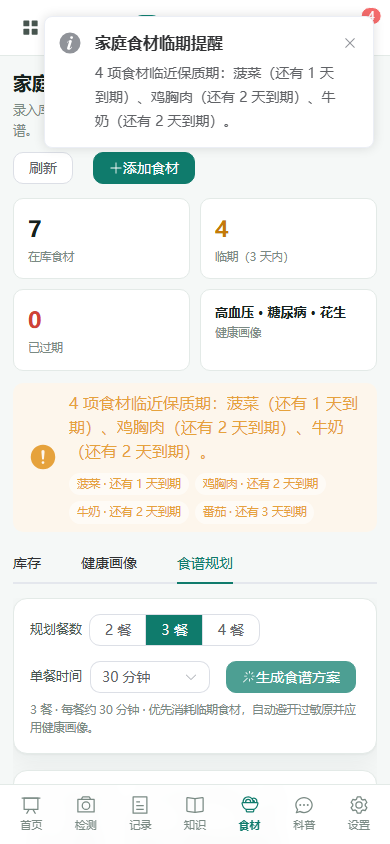 4
家庭食材临期提醒
4 项食材临近保质期：菠菜（还有 1 天
到期）、鸡胸肉（还有 2 天到期）、牛
奶（还有 2 天到期）。
家庭
录入库
谱。
刷新
＋添加食材
7
在库食材
4
临期（3 天内）
0
已过期
高血压 • 糖尿病 • 花生
健康画像
4 项食材临近保质期：菠菜（还有 1 天到
期）、鸡胸肉（还有 2 天到期）、牛奶
（还有 2 天到期）。
菠菜 · 还有 1 天到期
鸡胸肉 · 还有 2 天到期
牛奶 · 还有 2 天到期
番茄 · 还有 3 天到期
库存
健康画像
食谱规划
规划餐数
2 餐
3 餐
4 餐
单餐时间
30 分钟
生成食谱方案
3 餐 · 每餐约 30 分钟 · 优先消耗临期食材，自动避开过敏原并应
用健康画像。
首页
检测
记录
知识
食材
科普
设置